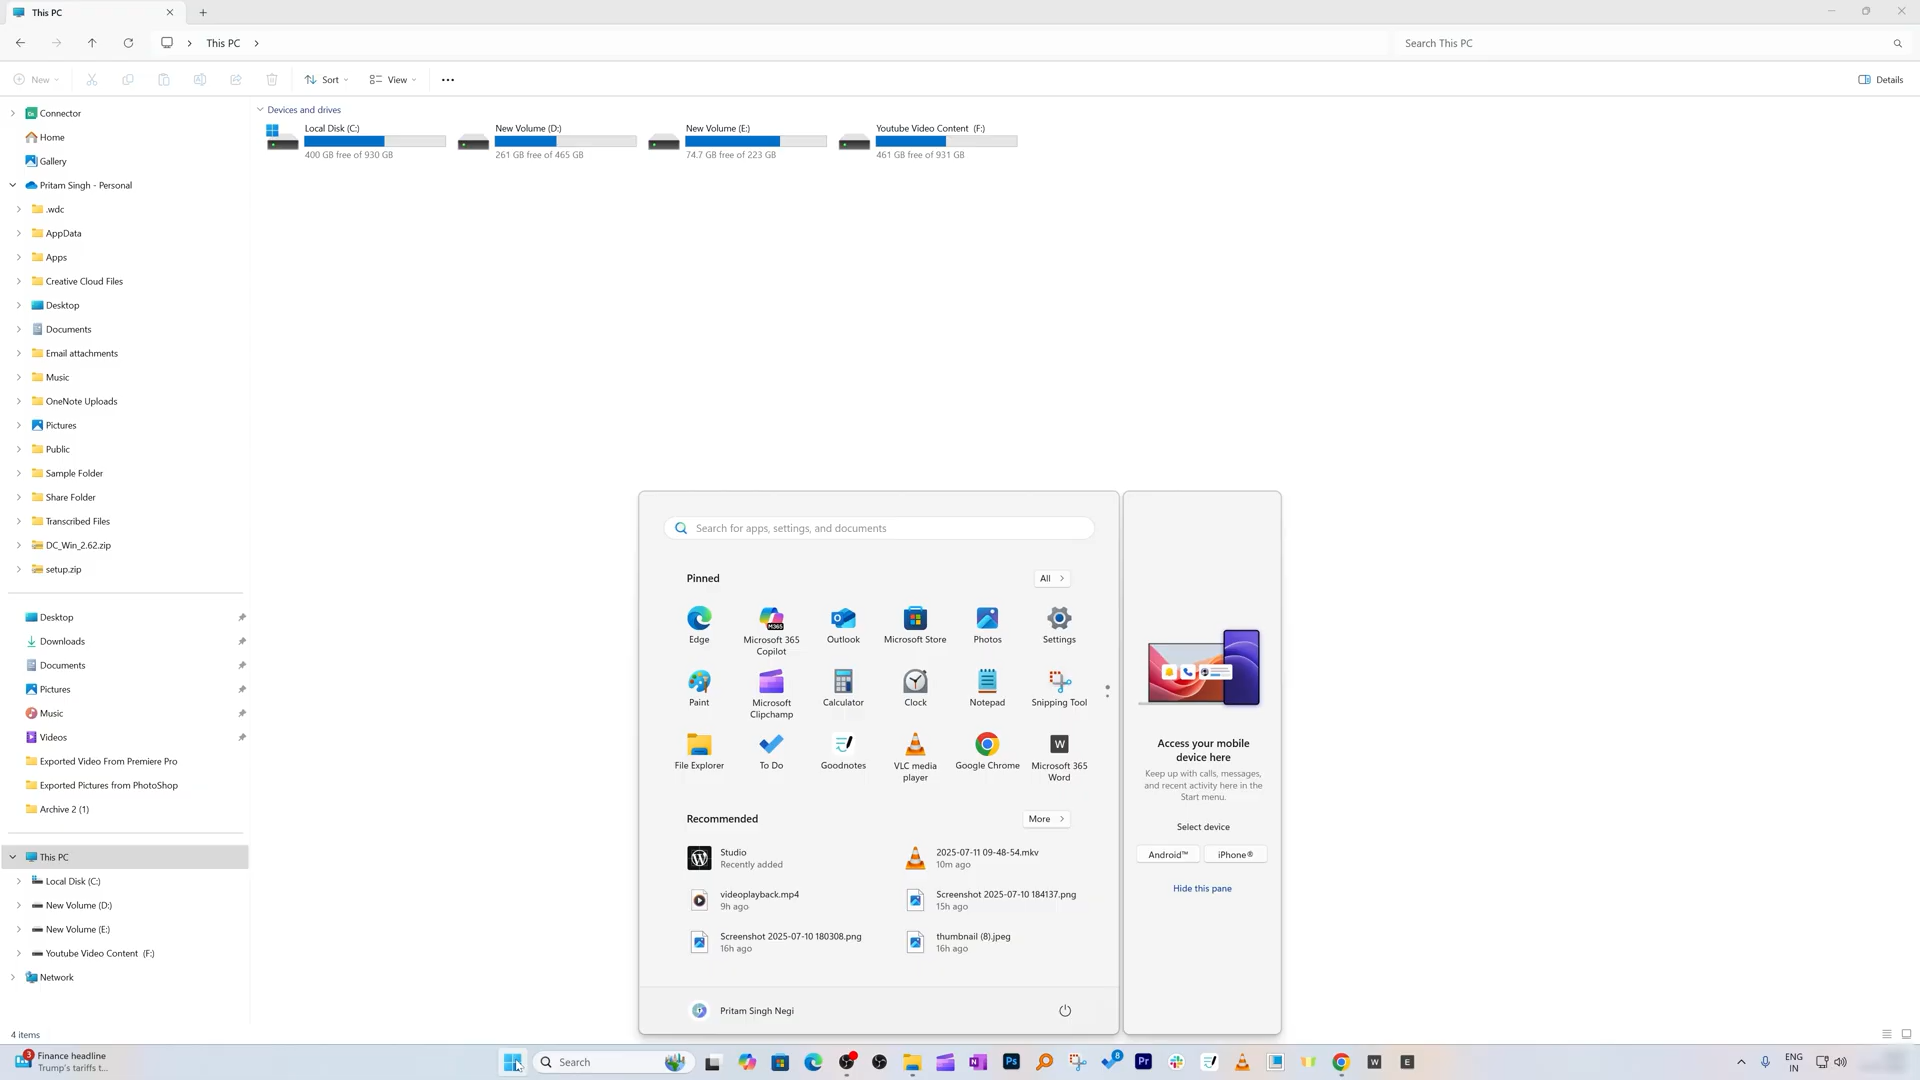 This PC
This PC
Search This PC
New
Sort
View
Details
Connector
Home
Gallery
Pritam Singh - Personal
.wdc
AppData
Apps
Creative Cloud Files
Desktop
Documents
Email attachments
Music
OneNote Uploads
Pictures
Public
Sample Folder
Share Folder
Transcribed Files
DC_Win_2.62.zip
setup.zip
Desktop
Downloads
Documents
Pictures
Music
Videos
Exported Video From Premiere Pro
Exported Pictures from PhotoShop
Archive 2 (1)
This PC
Local Disk (C:)
New Volume (D:)
New Volume (E:)
Youtube Video Content (F:)
Network
4 items
Devices and drives
Local Disk (C:)
400 GB free of 930 GB
New Volume (D:)
261 GB free of 465 GB
New Volume (E:)
74.7 GB free of 223 GB
Youtube Video Content (F:)
461 GB free of 931 GB
Search for apps, settings, and documents
Pinned
All
Edge
M365
Microsoft 365
Copilot
Outlook
Microsoft Store
Photos
Settings
Paint
Microsoft
Clipchamp
Calculator
Clock
Notepad
Snipping Tool
File Explorer
To Do
Goodnotes
VLC media
player
Google Chrome
W
Microsoft 365
Word
Recommended
More
Studio
Recently added
2025-07-11 09-48-54.mkv
10m ago
videoplayback.mp4
9h ago
Screenshot 2025-07-10 184137.png
15h ago
Screenshot 2025-07-10 180308.png
16h ago
thumbnail (8).jpeg
16h ago
Pritam Singh Negi
Access your mobile
device here
Keep up with calls, messages,
and recent activity here in the
Start menu.
Select device
Android™
iPhone®
Hide this pane
3
Finance headline
Trump's tariffs t...
Search
N
Ps
8
Pr
W
E
ENG
IN